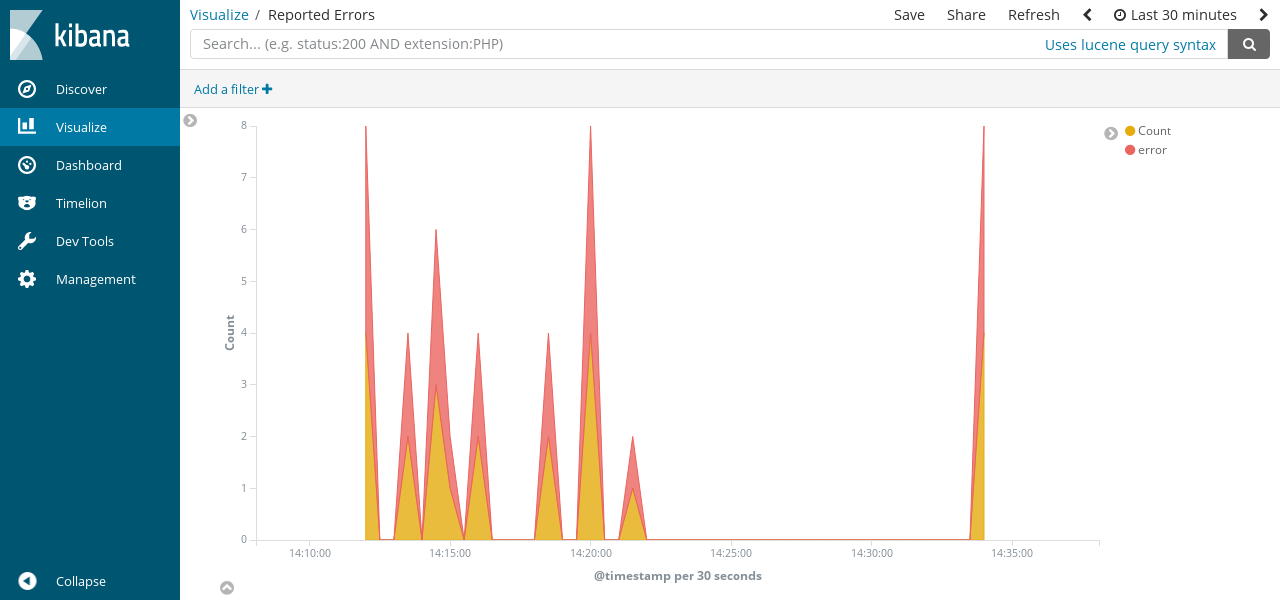 kibana
Discover
Visualize
Dashboard
Timelion
Dev Tools
Management
Collapse
Visualize / Reported Errors
Save Share Refresh Last 30 minutes
Search... (e.g. status:200 AND extension:PHP) Uses lucene query syntax
Add a filter
Count
8
7
6
5
4
3
2
1
0
14:10:00 14:15:00 14:20:00 14:25:00 14:30:00 14:35:00
@timestamp per 30 seconds
Count
error